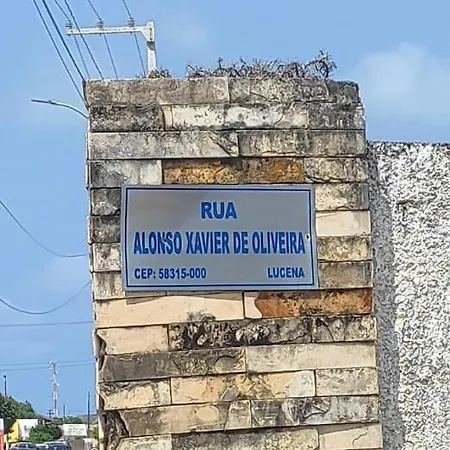 RUA
ALONSO XAVIER DE OLIVEIRA
CEP: 58315-000 LUCENA